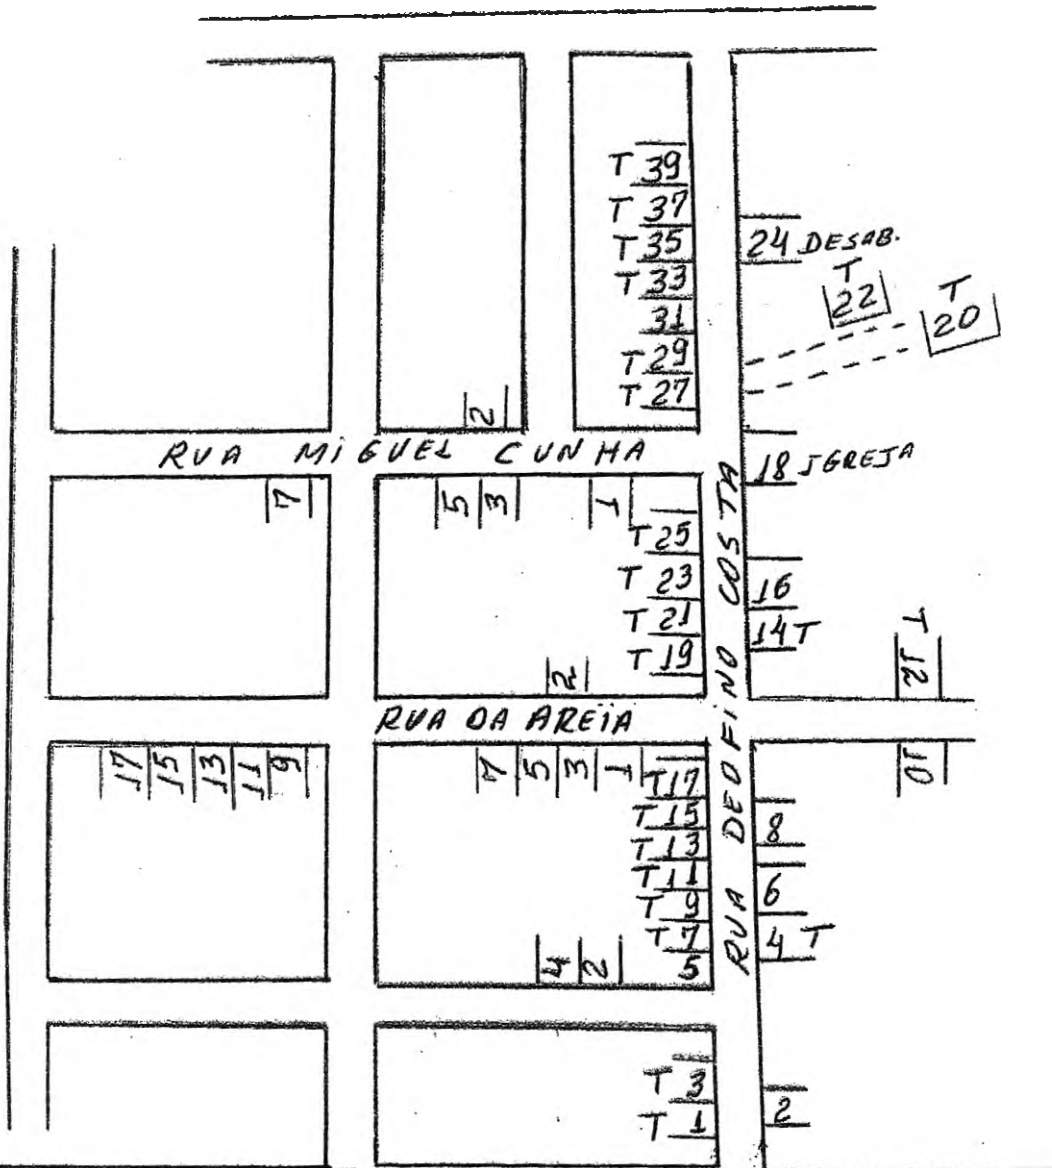 T 39
T 37
T 35
24 DESAB.
T 33
T
22
T
20
31
T 29
T 27
2
RUA MiGUEL CUNHA
18 IGREJA
7
5
3
1
T 25
T 23
16
T 21
14 T
T 19
2
T
12
RUA DA AREiA
RUA DEOFiNO COSTA
17
15
13
11
9
7
5
3
1
T 17
10
T 15
8
T 13
T 11
6
T 9
T 7
4 T
4
2
5
T 3
2
T 1